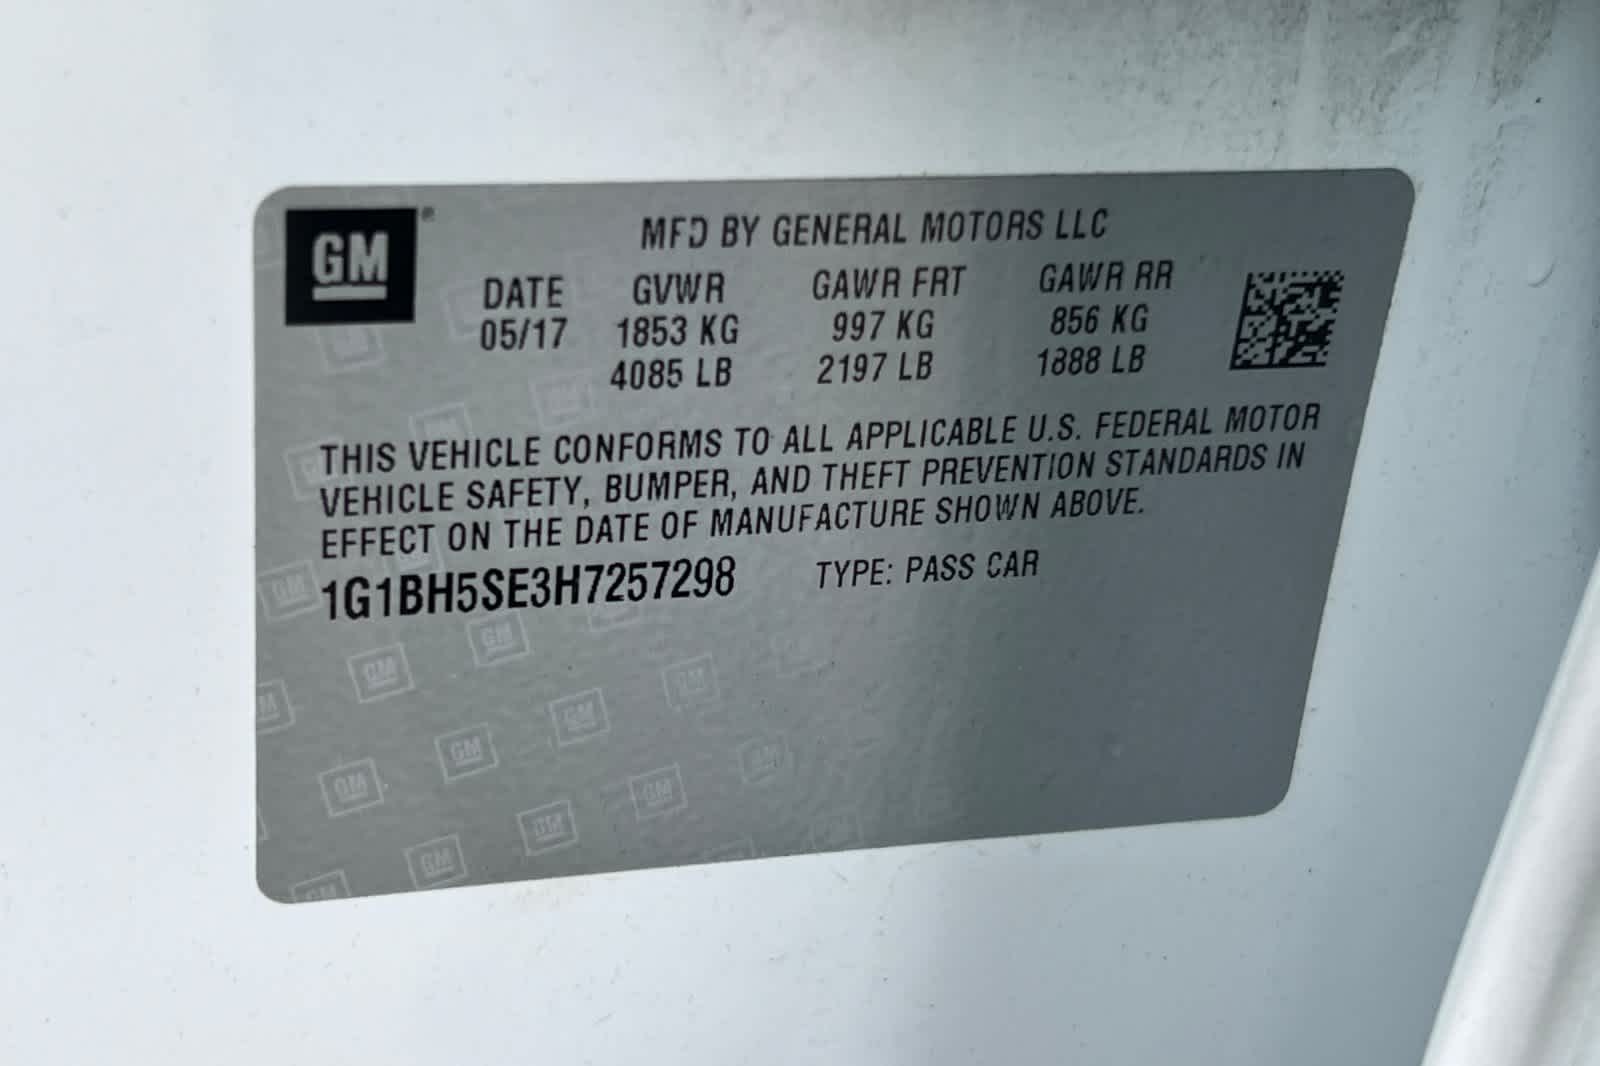 GM
MFD BY GENERAL MOTORS LLC
DATE GVWR GAWR FRT GAWR RR
05/17 1853 KG 997 KG 856 KG
4085 LB 2197 LB 1888 LB
THIS VEHICLE CONFORMS TO ALL APPLICABLE U.S. FEDERAL MOTOR
VEHICLE SAFETY, BUMPER, AND THEFT PREVENTION STANDARDS IN
EFFECT ON THE DATE OF MANUFACTURE SHOWN ABOVE.
1G1BH5SE3H7257298 TYPE: PASS CAR